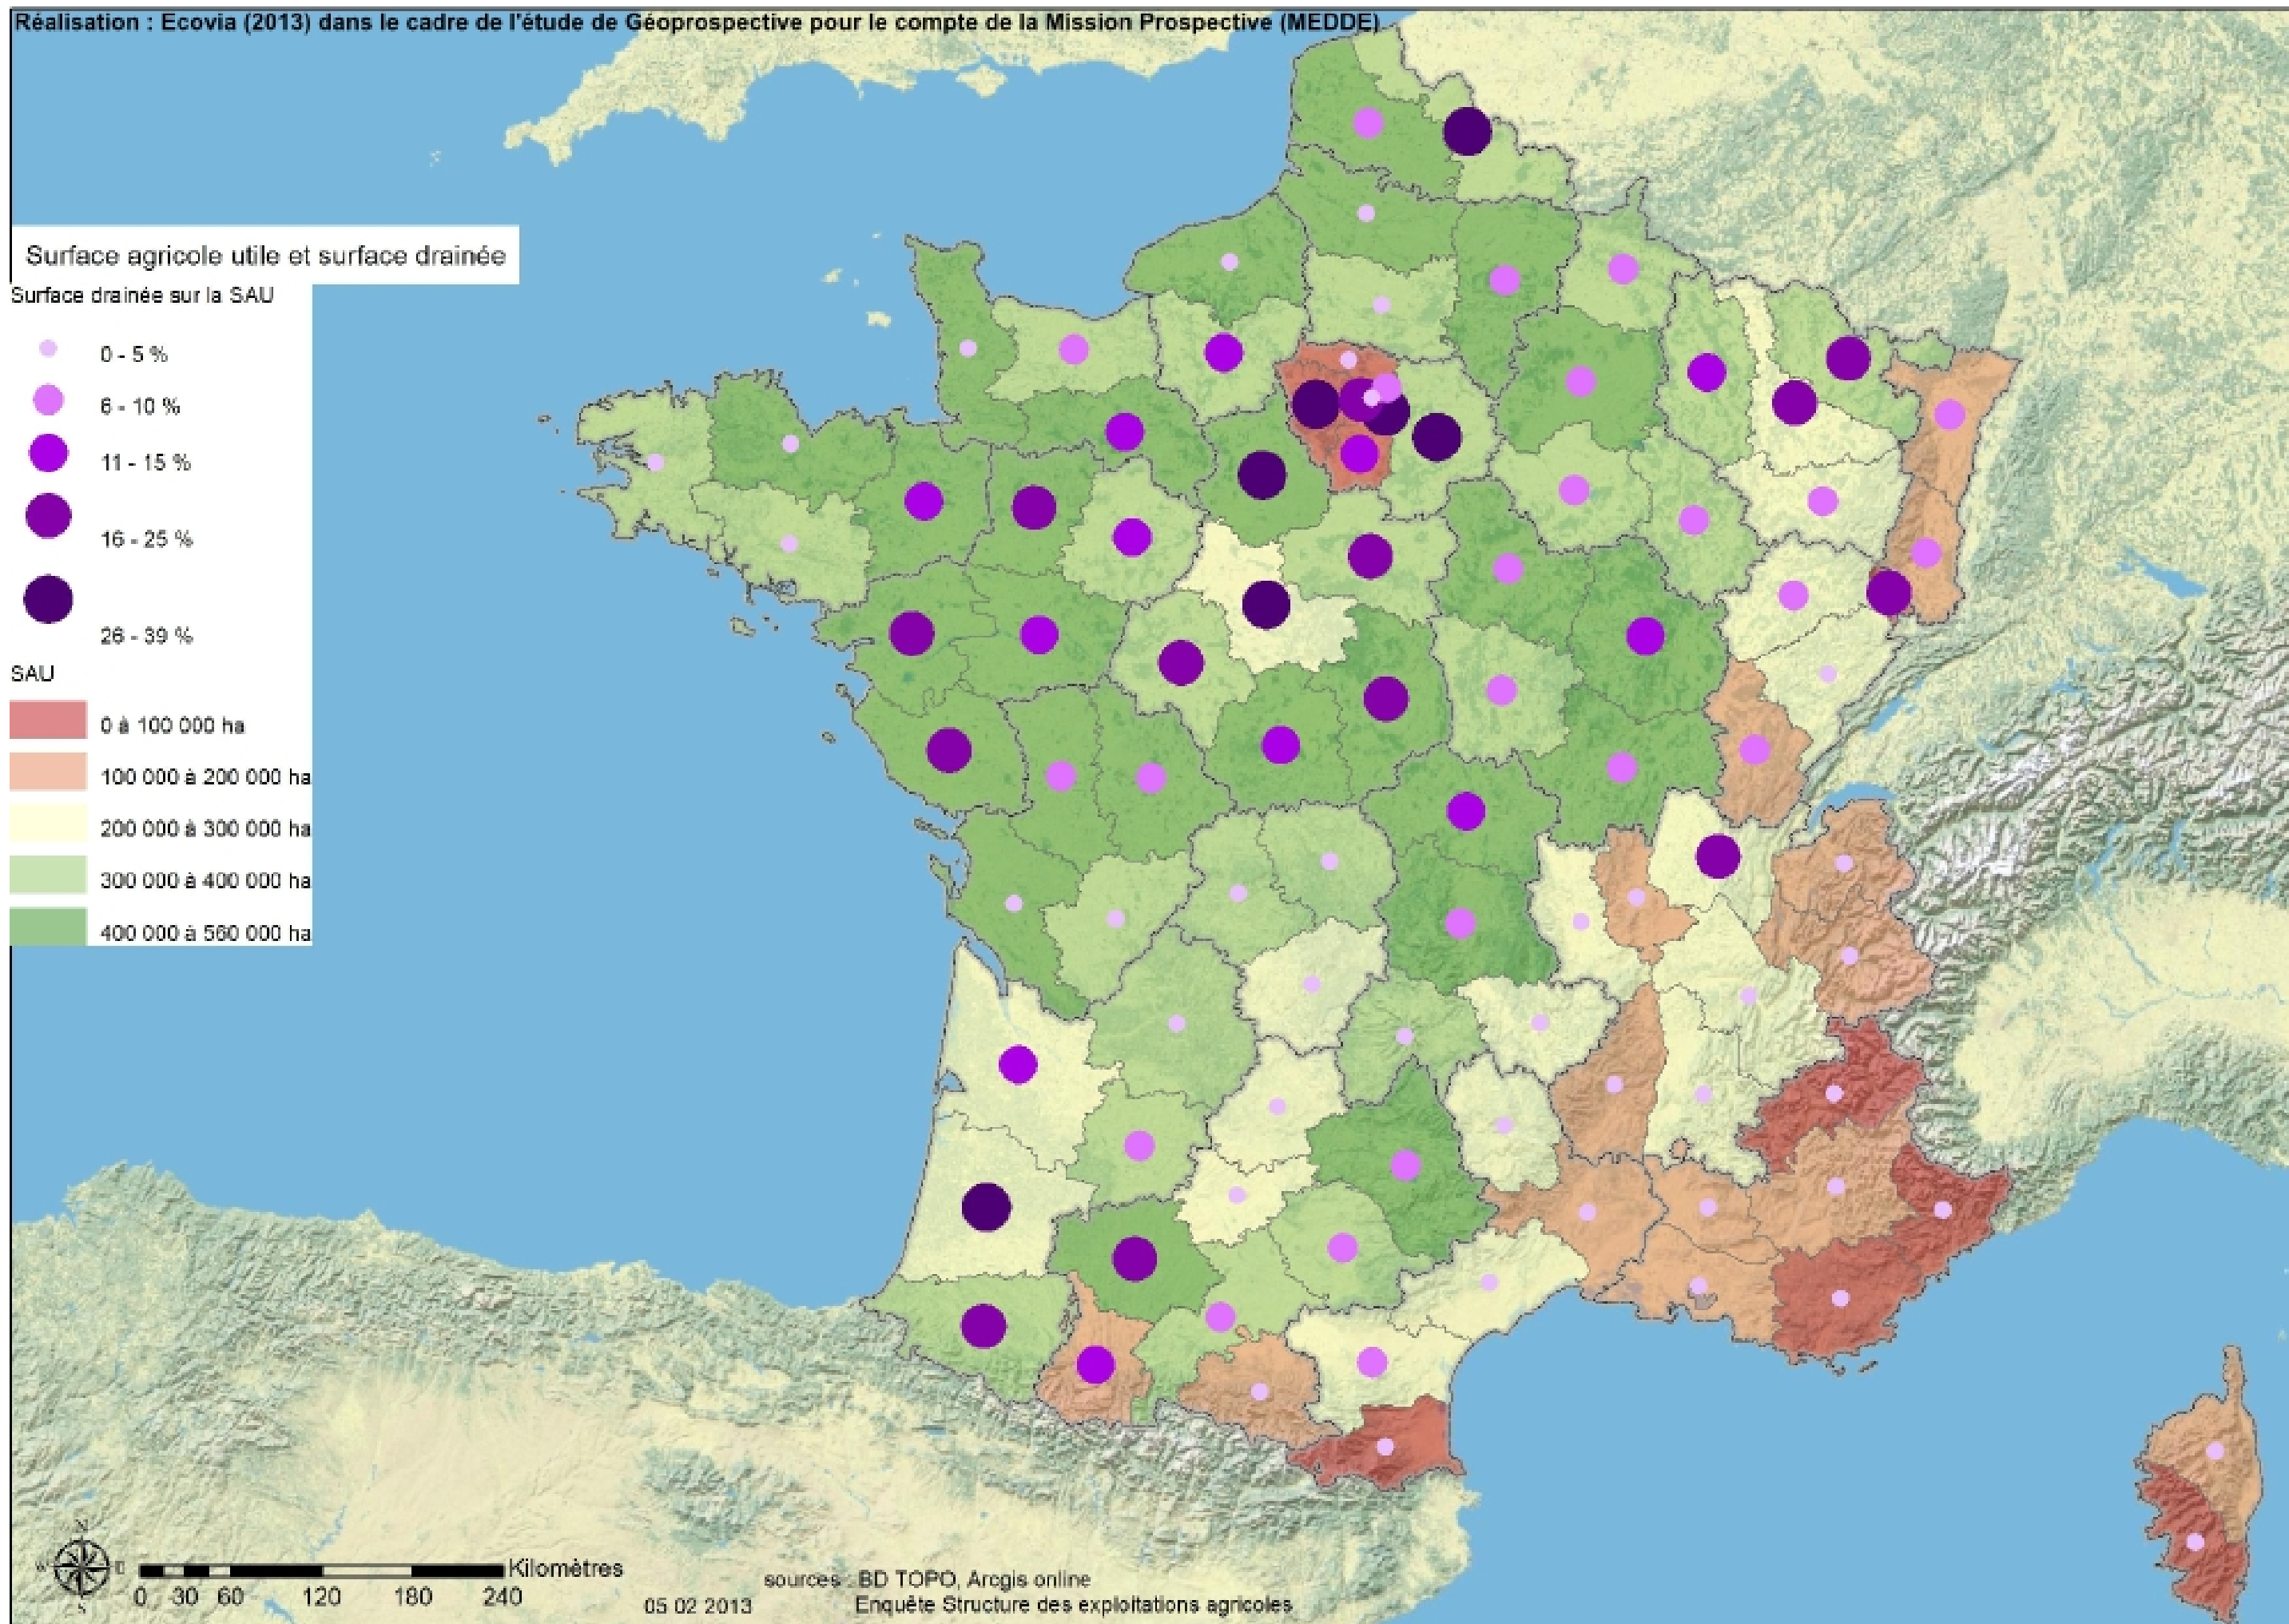 Réalisation : Ecovia (2013) dans le cadre de l'étude de Géoprospective pour le compte de la Mission Prospective (MEDDE)
Surface agricole utile et surface drainée
Surface drainée sur la SAU
0 - 5 %
6 - 10 %
11 - 15 %
16 - 25 %
26 - 39 %
SAU
0 à 100 000 ha
100 000 à 200 000 ha
200 000 à 300 000 ha
300 000 à 400 000 ha
400 000 à 560 000 ha
N
W E
S
Kilomètres
0 30 60 120 180 240
sources : BD TOPO, Arcgis online
05 02 2013 Enquête Structure des exploitations agricoles